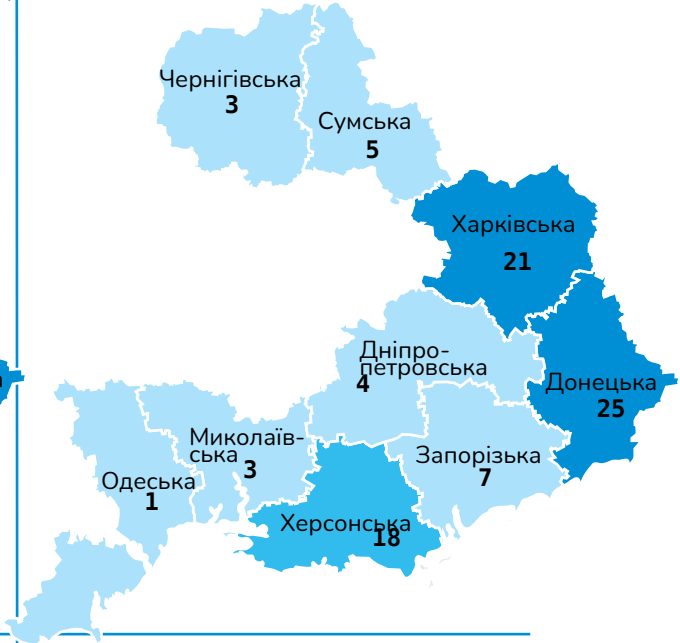 Чернігівська
3
Сумська
5
Харківська
21
Дніпро-
петровська
4
Донецька
25
Миколаїв-
ська
3
Запорізька
7
Одеська
1
Херсонська
18